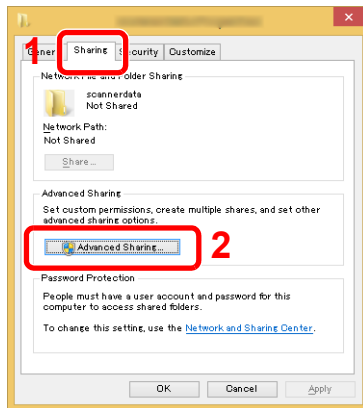 1
Sharing
Security
Customize
Network File and Folder Sharing
scannerdata
Not Shared
Network Path:
Not Shared
Share...
Advanced Sharing
Set custom permissions, create multiple shares, and set other
advanced sharing options.
Advanced Sharing...
2
Password Protection
People must have a user account and password for this
computer to access shared folders.
To change this setting, use the Network and Sharing Center.
OK
Cancel
Apply